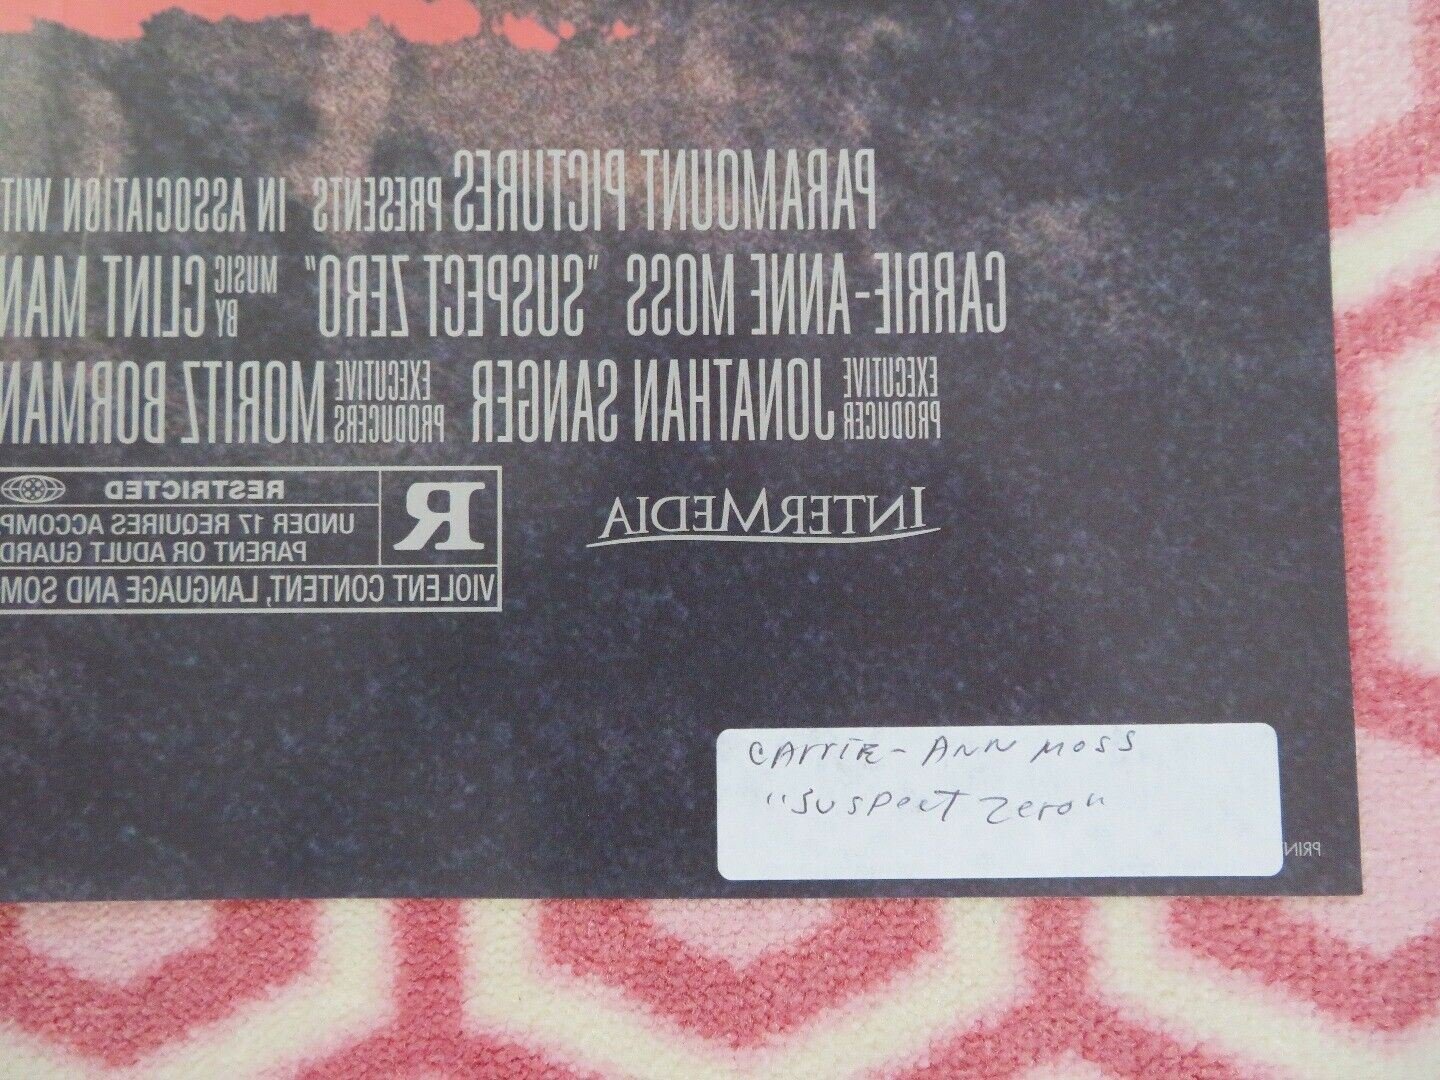 PARAMOUNT PICTURES PRESENTS IN ASSOCIATION WIT
CARRIE-ANNE MOSS "SUSPECT ZERO" MUSIC BY CLINT MAN
EXECUTIVE PRODUCER JONATHAN SANGER EXECUTIVE PRODUCERS MORITZ BORMAN
INTERMEDIA
R
RESTRICTED
UNDER 17 REQUIRES ACCOMP
PARENT OR ADULT GUARD
VIOLENT CONTENT, LANGUAGE AND SOM
CArrIE - ANN MOSS
"SUSPect Zero"
PRIN